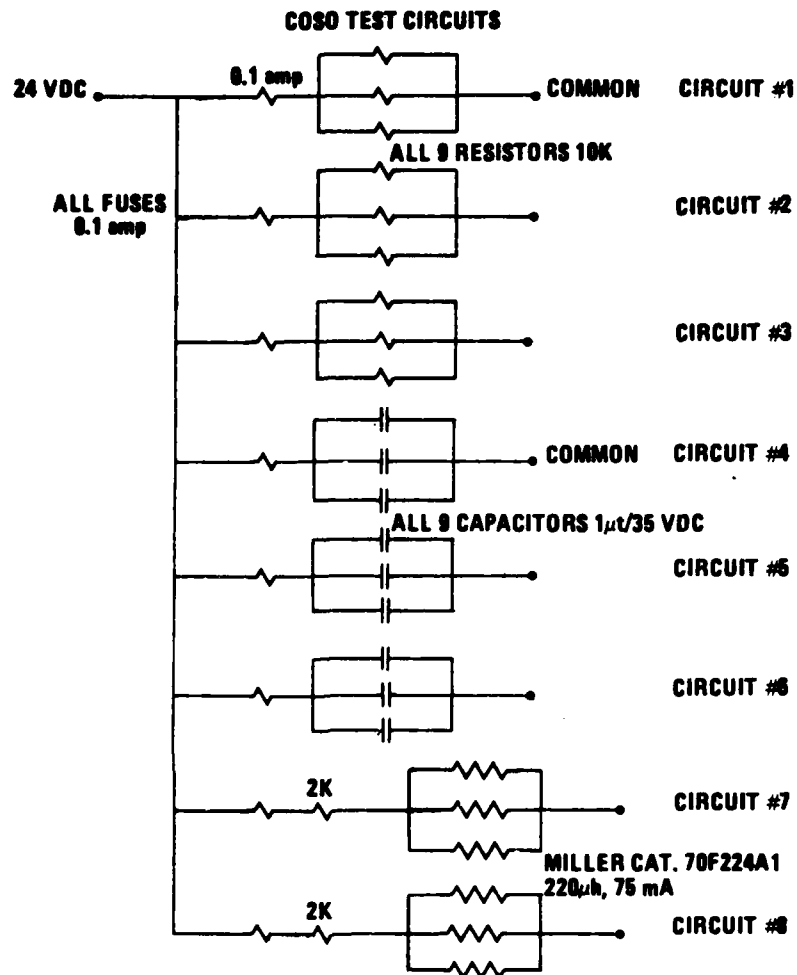 COSO TEST CIRCUITS
0.1 amp
24 VDC
COMMON
CIRCUIT #1
ALL 9 RESISTORS 10K
ALL FUSES
0.1 amp
CIRCUIT #2
CIRCUIT #3
COMMON
CIRCUIT #4
ALL 9 CAPACITORS 1μt/35 VDC
CIRCUIT #5
CIRCUIT #6
2K
CIRCUIT #7
MILLER CAT. 70F224A1
220μh, 75 mA
2K
CIRCUIT #8